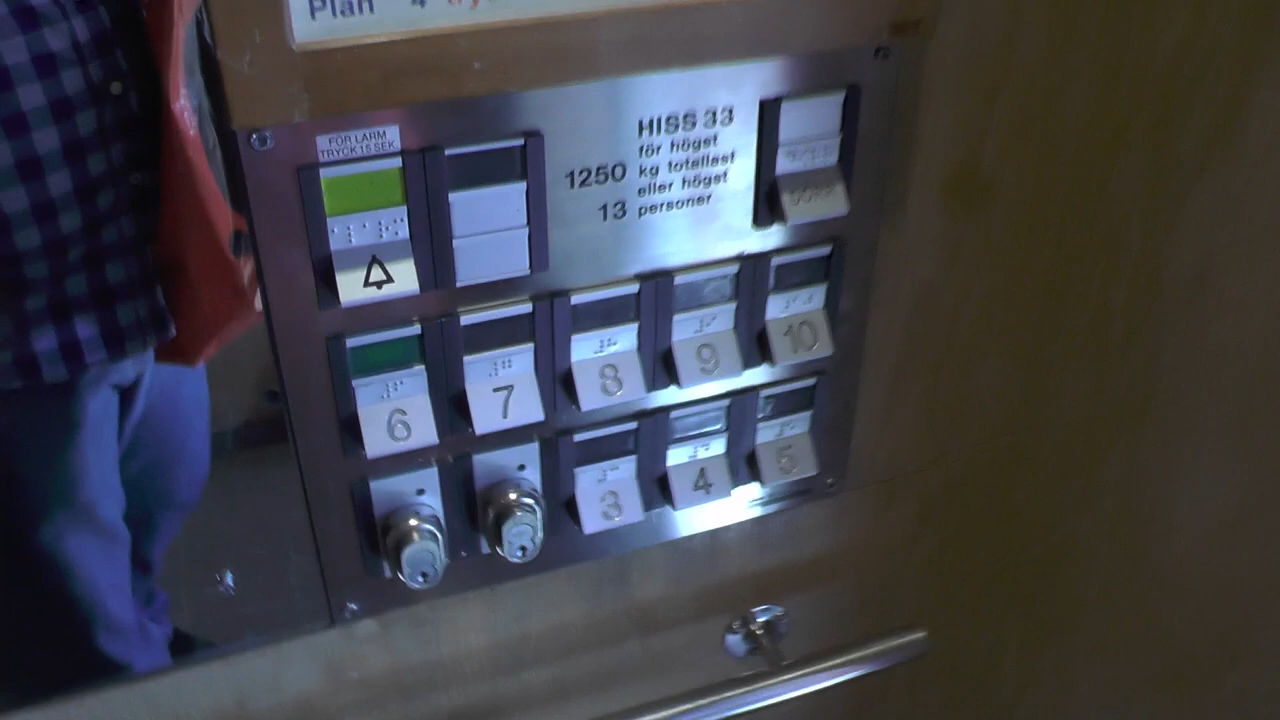 Plan 4
FÖR LARM
TRYCK 15 SEK.
HISS 33
för högst
1250 kg totallast
eller högst
13 personer
6 7 8 9 10
3 4 5